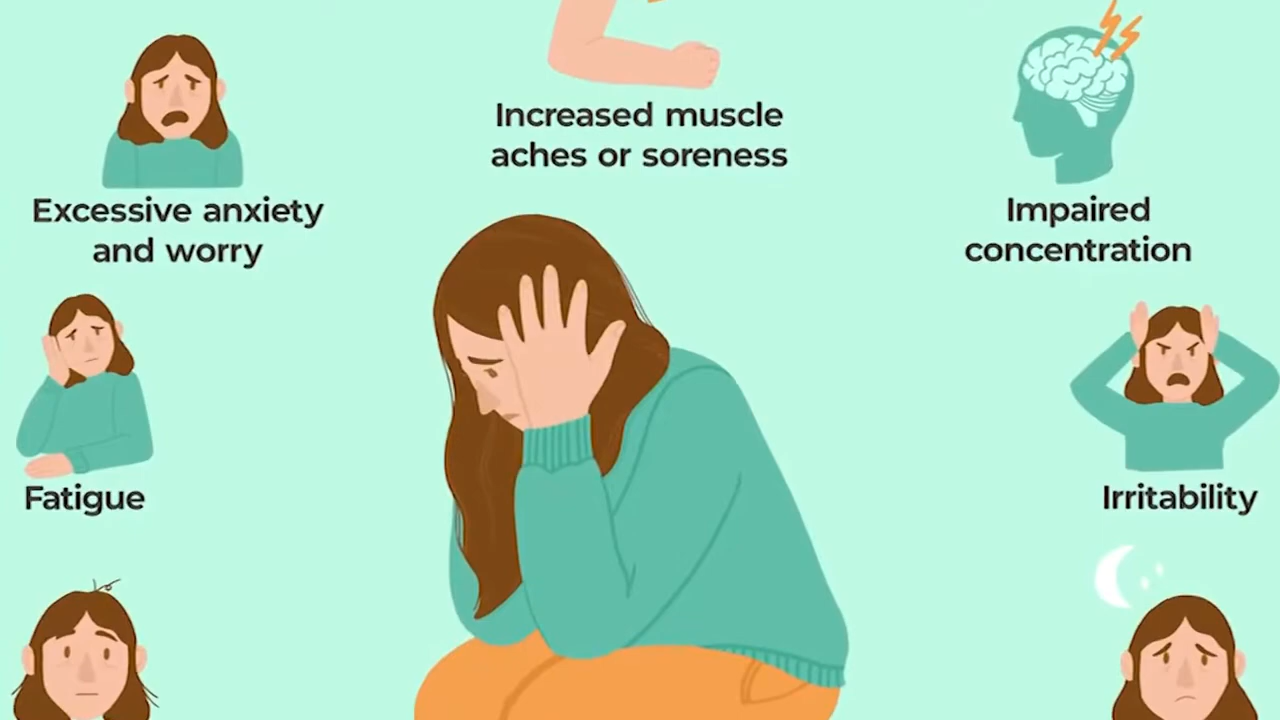 Increased muscle
aches or soreness
Excessive anxiety
and worry
Impaired
concentration
Fatigue
Irritability